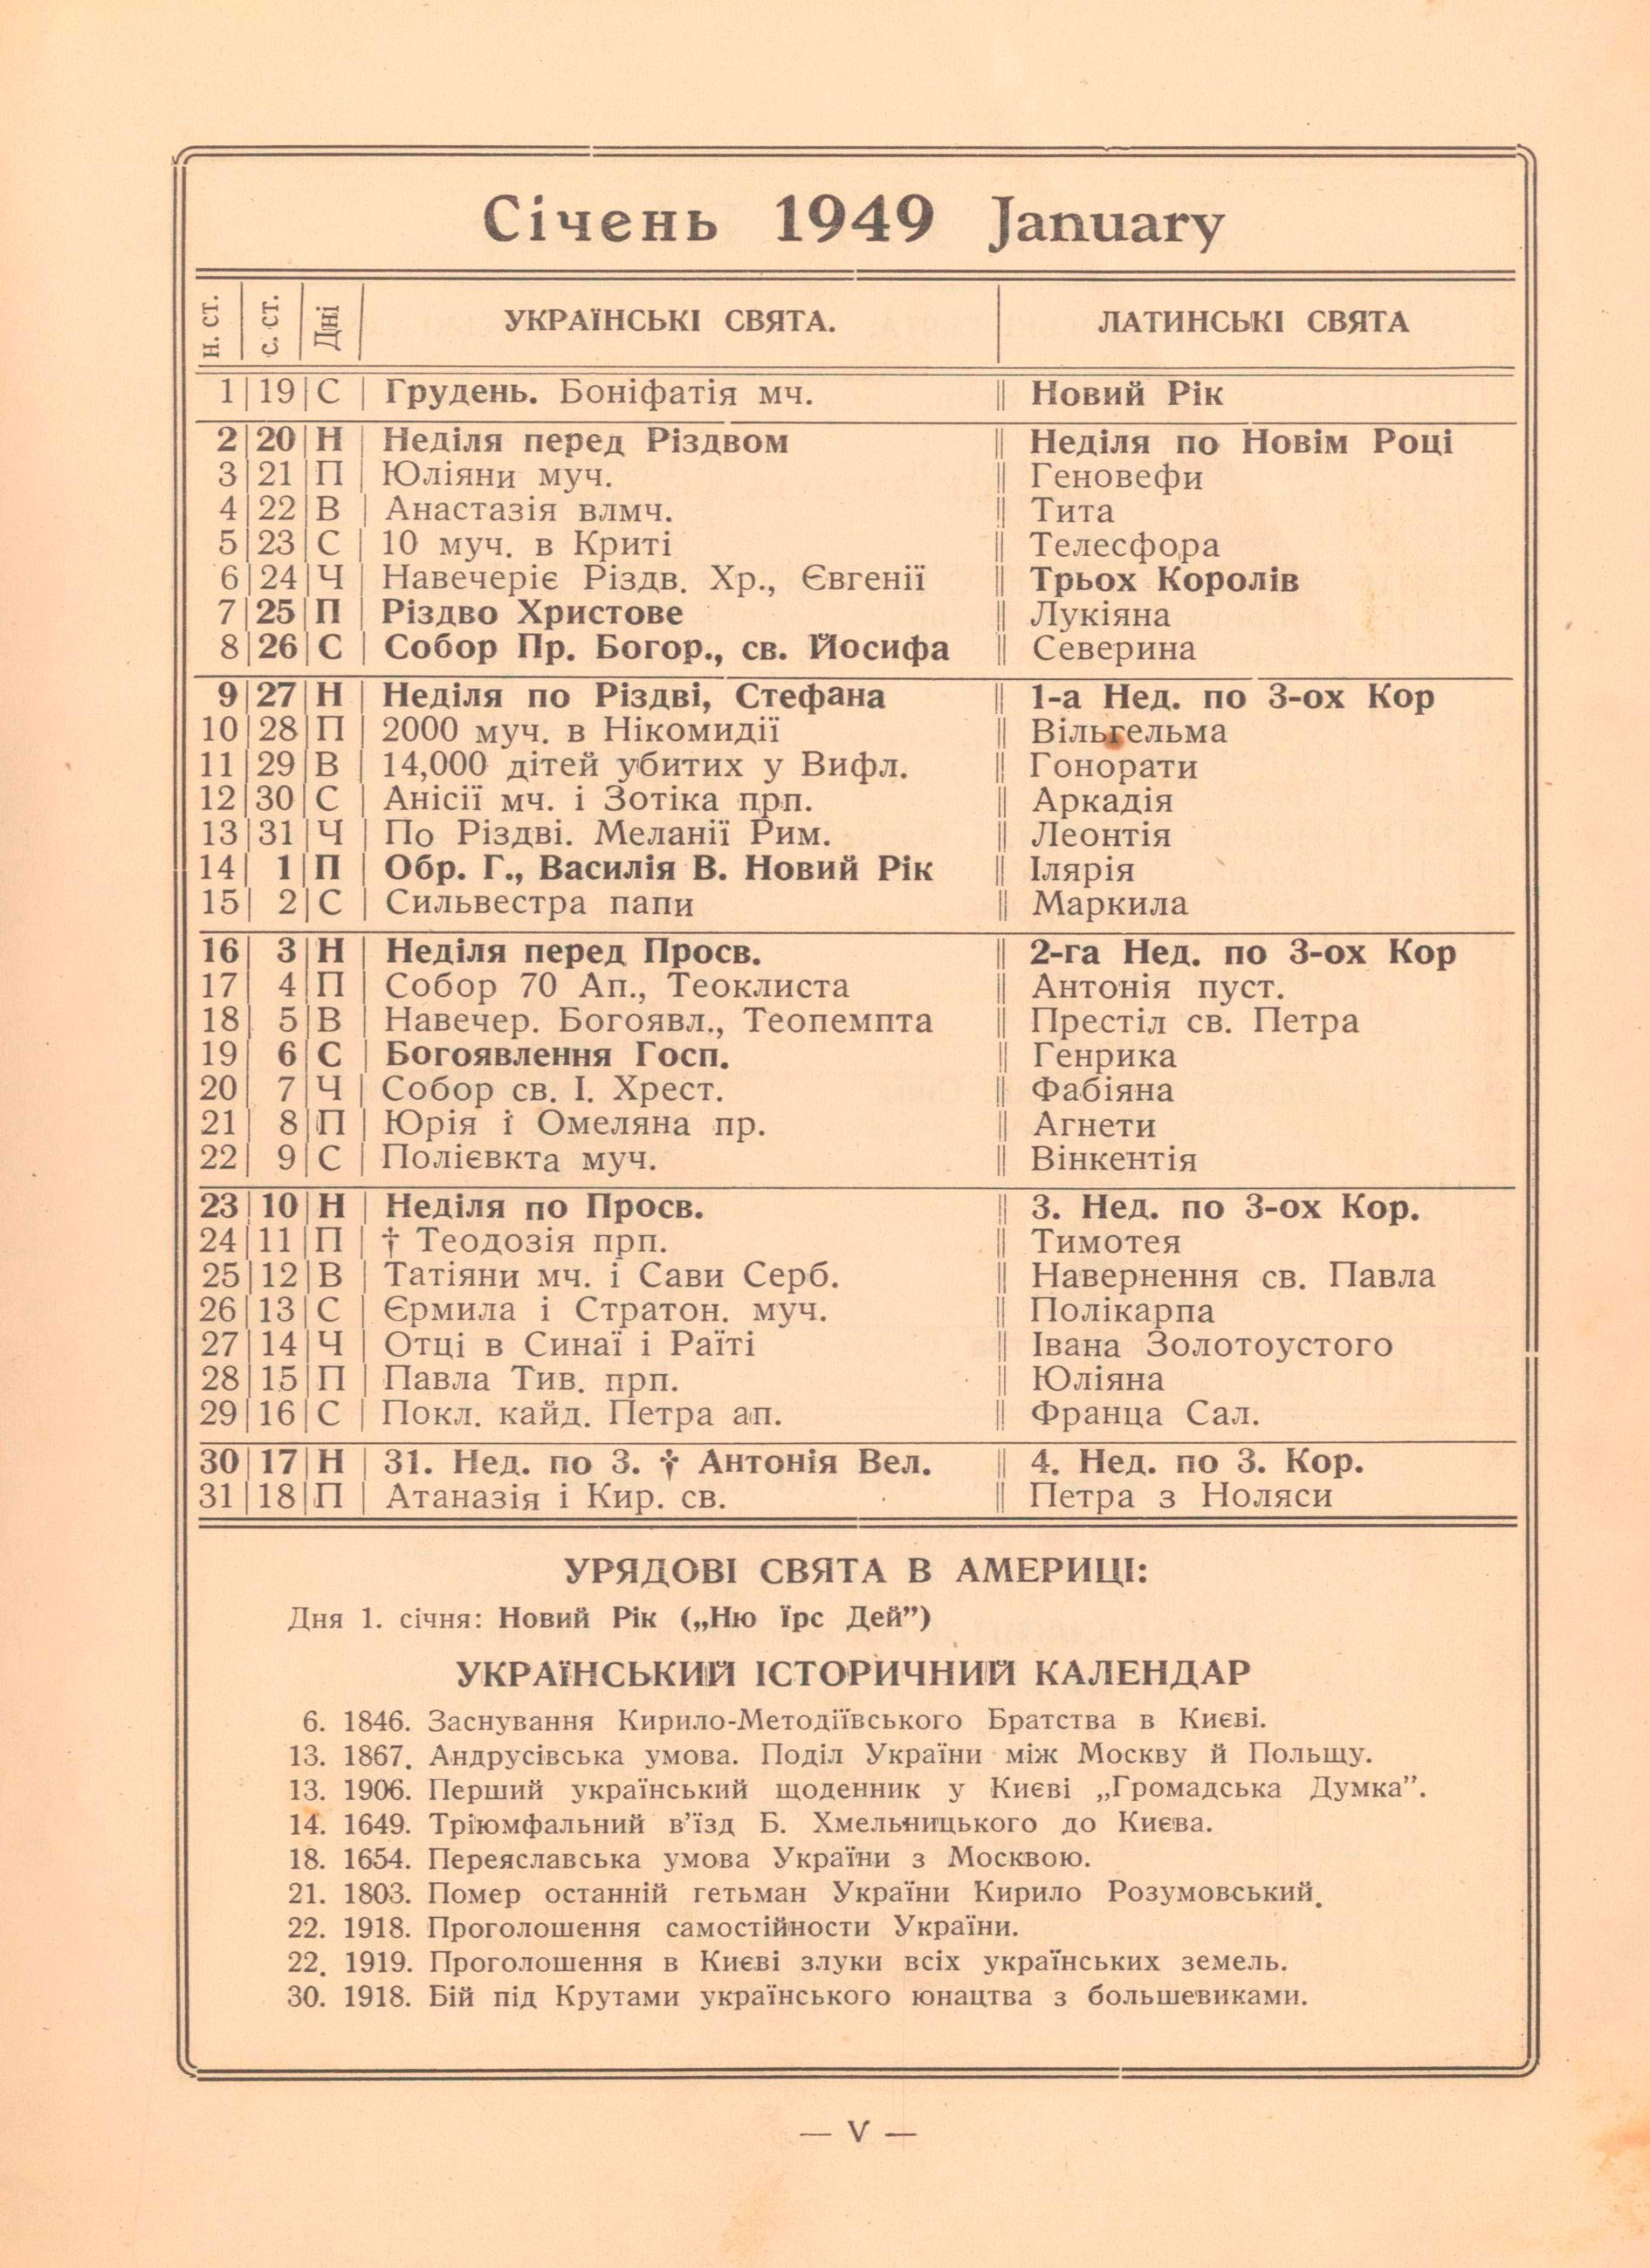 Січень 1949 January
н. ст. | с. ст. | Дні | УКРАЇНСЬКІ СВЯТА. | ЛАТИНСЬКІ СВЯТА
1 | 19 | С | Грудень. Боніфатія мч. || Новий Рік
2 | 20 | Н | Неділя перед Різдвом || Неділя по Новім Році
3 | 21 | П | Юліяни муч. || Геновефи
4 | 22 | В | Анастазія влмч. || Тита
5 | 23 | С | 10 муч. в Криті || Телесфора
6 | 24 | Ч | Навечеріє Різдв. Хр., Євгенії || Трьох Королів
7 | 25 | П | Різдво Христове || Лукіяна
8 | 26 | С | Собор Пр. Богор., св. Йосифа || Северина
9 | 27 | Н | Неділя по Різдві, Стефана || 1-а Нед. по 3-ох Кор
10 | 28 | П | 2000 муч. в Нікомидії || Вільгельма
11 | 29 | В | 14,000 дітей убитих у Вифл. || Гонорати
12 | 30 | С | Анісії мч. і Зотіка прп. || Аркадія
13 | 31 | Ч | По Різдві. Меланії Рим. || Леонтія
14 | 1 | П | Обр. Г., Василія В. Новий Рік || Ілярія
15 | 2 | С | Сильвестра папи || Маркила
16 | 3 | Н | Неділя перед Просв. || 2-га Нед. по 3-ох Кор
17 | 4 | П | Собор 70 Ап., Теоклиста || Антонія пуст.
18 | 5 | В | Навечер. Богоявл., Теопемпта || Престіл св. Петра
19 | 6 | С | Богоявлення Госп. || Генрика
20 | 7 | Ч | Собор св. І. Хрест. || Фабіяна
21 | 8 | П | Юрія і Омеляна пр. || Агнети
22 | 9 | С | Полієвкта муч. || Вінкентія
23 | 10 | Н | Неділя по Просв. || 3. Нед. по 3-ох Кор.
24 | 11 | П | † Теодозія прп. || Тимотея
25 | 12 | В | Татіяни мч. і Сави Серб. || Навернення св. Павла
26 | 13 | С | Єрмила і Стратон. муч. || Полікарпа
27 | 14 | Ч | Отці в Синаї і Раїті || Івана Золотоустого
28 | 15 | П | Павла Тив. прп. || Юліяна
29 | 16 | С | Покл. кайд. Петра ап. || Франца Сал.
30 | 17 | Н | 31. Нед. по 3. † Антонія Вел. || 4. Нед. по 3. Кор.
31 | 18 | П | Атаназія і Кир. св. || Петра з Ноляси
УРЯДОВІ СВЯТА В АМЕРИЦІ:
Дня 1. січня: Новий Рік („Ню Їрс Дей”)
УКРАЇНСЬКИЙ ІСТОРИЧНИЙ КАЛЕНДАР
6. 1846. Заснування Кирило-Методіївського Братства в Києві.
13. 1867. Андрусівська умова. Поділ України між Москву й Польщу.
13. 1906. Перший український щоденник у Києві „Громадська Думка”.
14. 1649. Тріюмфальний в’їзд Б. Хмельницького до Києва.
18. 1654. Переяславська умова України з Москвою.
21. 1803. Помер останній гетьман України Кирило Розумовський.
22. 1918. Проголошення самостійности України.
22. 1919. Проголошення в Києві злуки всіх українських земель.
30. 1918. Бій під Крутами українського юнацтва з большевиками.
— V —